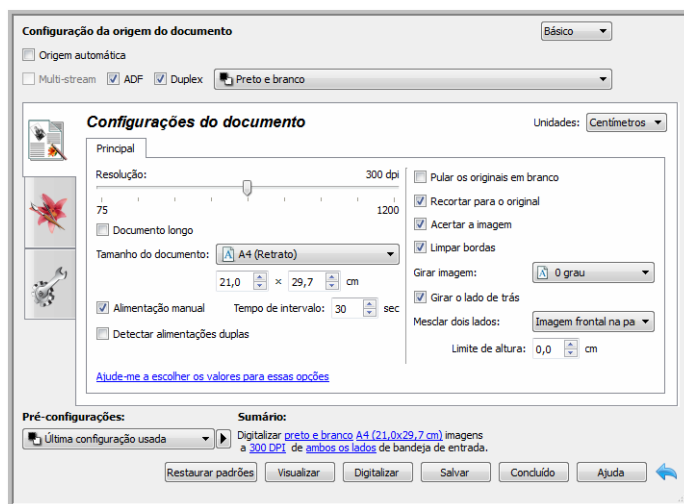 Configuração da origem do documento
Básico
Origem automática
Multi-stream ADF Duplex Preto e branco
Configurações do documento
Unidades: Centímetros
Principal
Resolução: 300 dpi
75 1200
Documento longo
Tamanho do documento: A4 (Retrato)
21,0 × 29,7 cm
Alimentação manual Tempo de intervalo: 30 sec
Detectar alimentações duplas
Ajude-me a escolher os valores para essas opções
Pular os originais em branco
Recortar para o original
Acertar a imagem
Limpar bordas
Girar imagem: 0 grau
Girar o lado de trás
Mesclar dois lados: Imagem frontal na pa
Limite de altura: 0,0 cm
Pré-configurações:
Última configuração usada
Sumário:
Digitalizar preto e branco A4 (21,0x29,7 cm) imagens
a 300 DPI de ambos os lados de bandeja de entrada.
Restaurar padrões Visualizar Digitalizar Salvar Concluído Ajuda